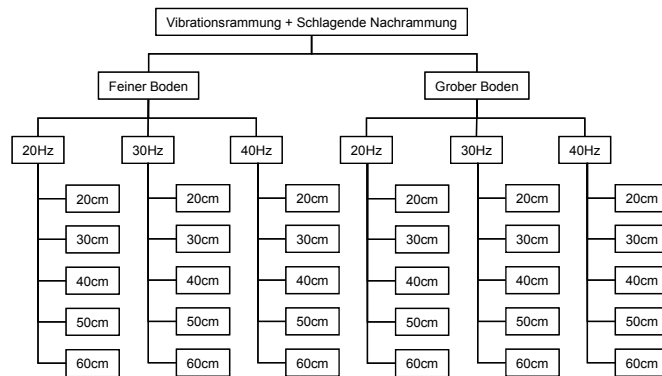 Vibrationsrammung + Schlagende Nachrammung
Feiner Boden Grober Boden
20Hz 30Hz 40Hz 20Hz 30Hz 40Hz
20cm 20cm 20cm 20cm 20cm 20cm
30cm 30cm 30cm 30cm 30cm 30cm
40cm 40cm 40cm 40cm 40cm 40cm
50cm 50cm 50cm 50cm 50cm 50cm
60cm 60cm 60cm 60cm 60cm 60cm